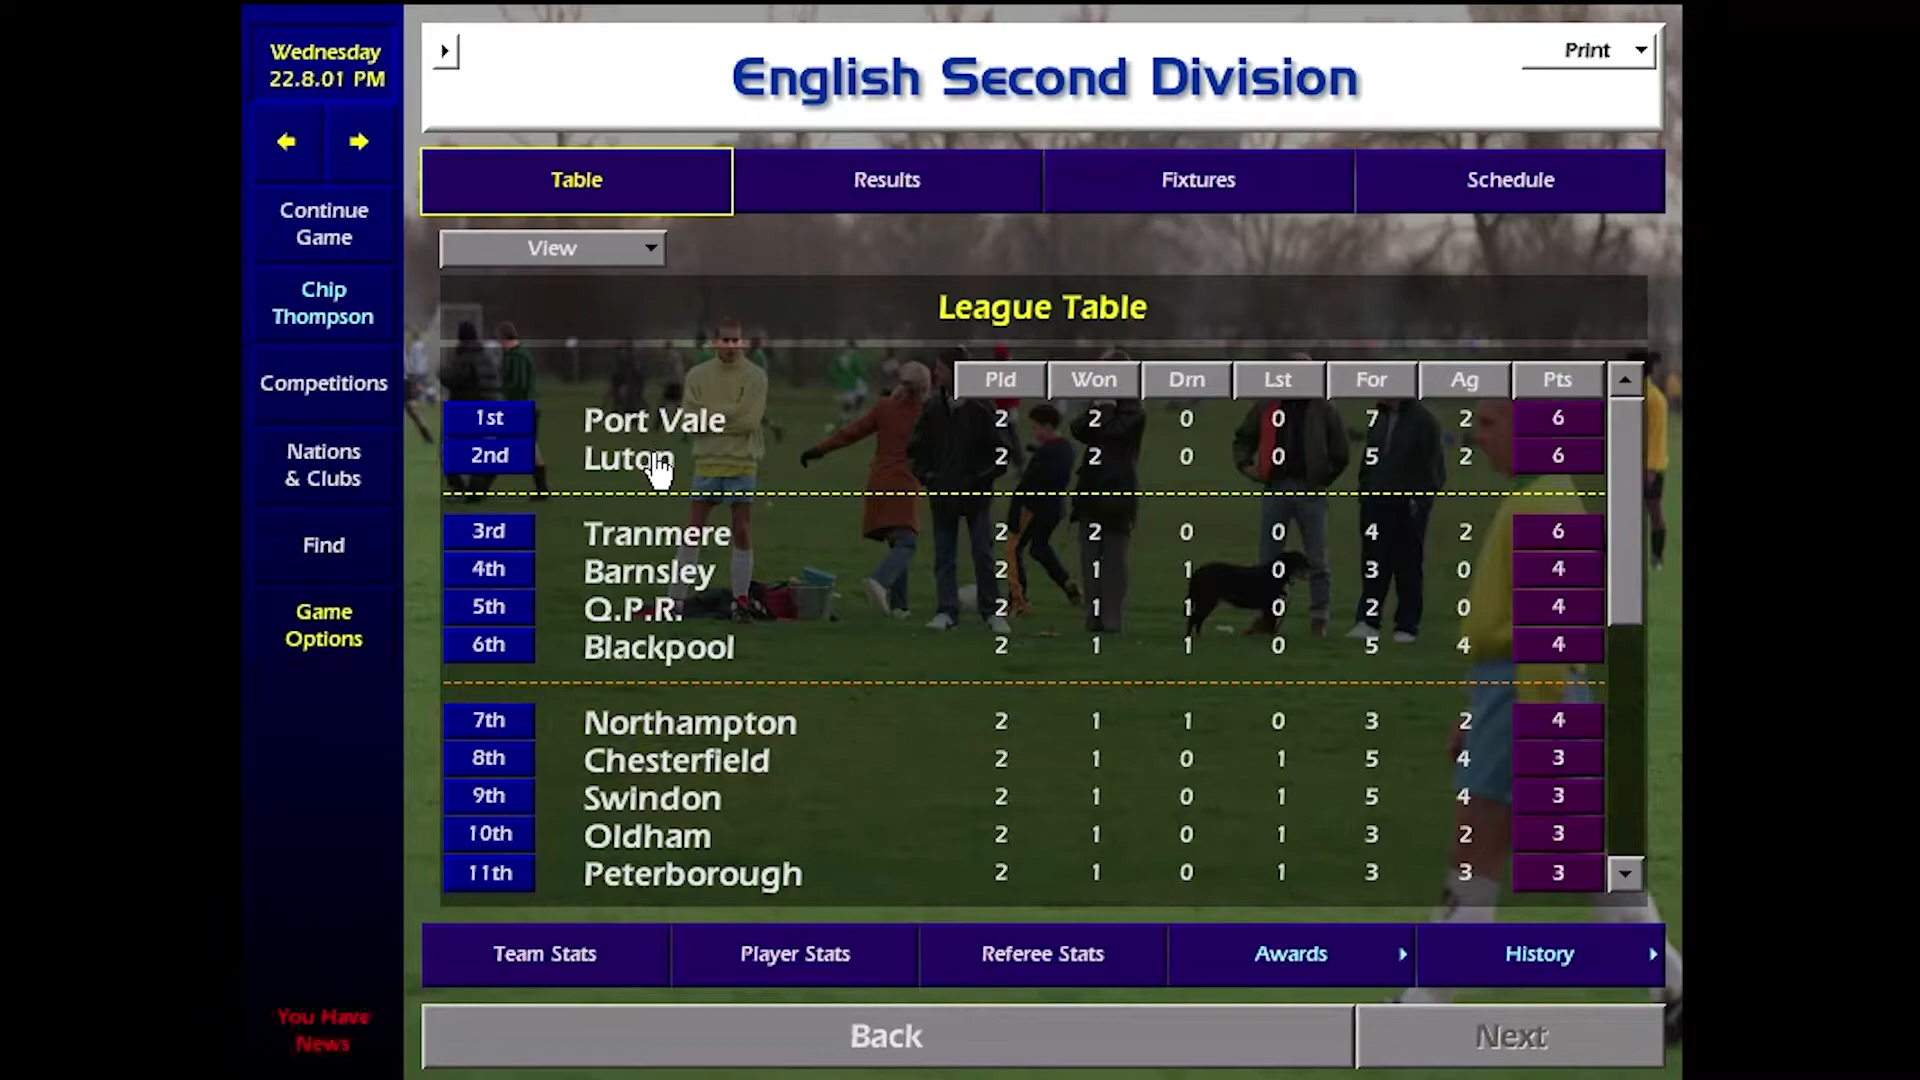 Wednesday
22.8.01 PM
Continue
Game
Chip
Thompson
Competitions
Nations
& Clubs
Find
Game
Options
You Have
News
English Second Division
Print
Table Results Fixtures Schedule
View
League Table
Pld Won Drn Lst For Ag Pts
1st Port Vale 2 2 0 0 7 2 6
2nd Luton 2 2 0 0 5 2 6
3rd Tranmere 2 2 0 0 4 2 6
4th Barnsley 2 1 1 0 3 0 4
5th Q.P.R. 2 1 1 0 2 0 4
6th Blackpool 2 1 1 0 5 4 4
7th Northampton 2 1 1 0 3 2 4
8th Chesterfield 2 1 0 1 5 4 3
9th Swindon 2 1 0 1 5 4 3
10th Oldham 2 1 0 1 3 2 3
11th Peterborough 2 1 0 1 3 3 3
Team Stats Player Stats Referee Stats Awards History
Back Next